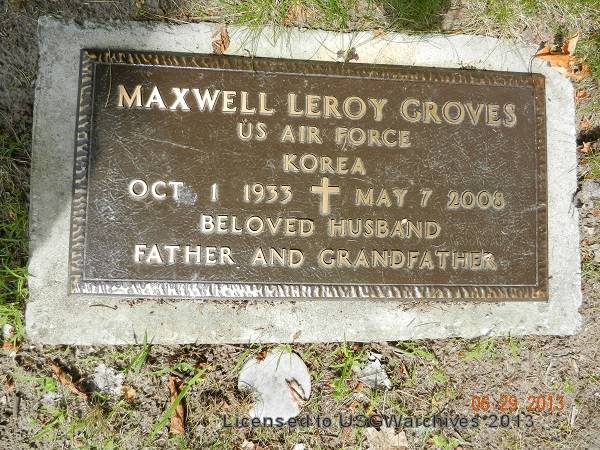 MAXWELL LEROY GROVES
US AIR FORCE
KOREA
OCT 1 1933 MAY 7 2008
BELOVED HUSBAND
FATHER AND GRANDFATHER
06 29 2013
Licensed to USGWarchives 2013